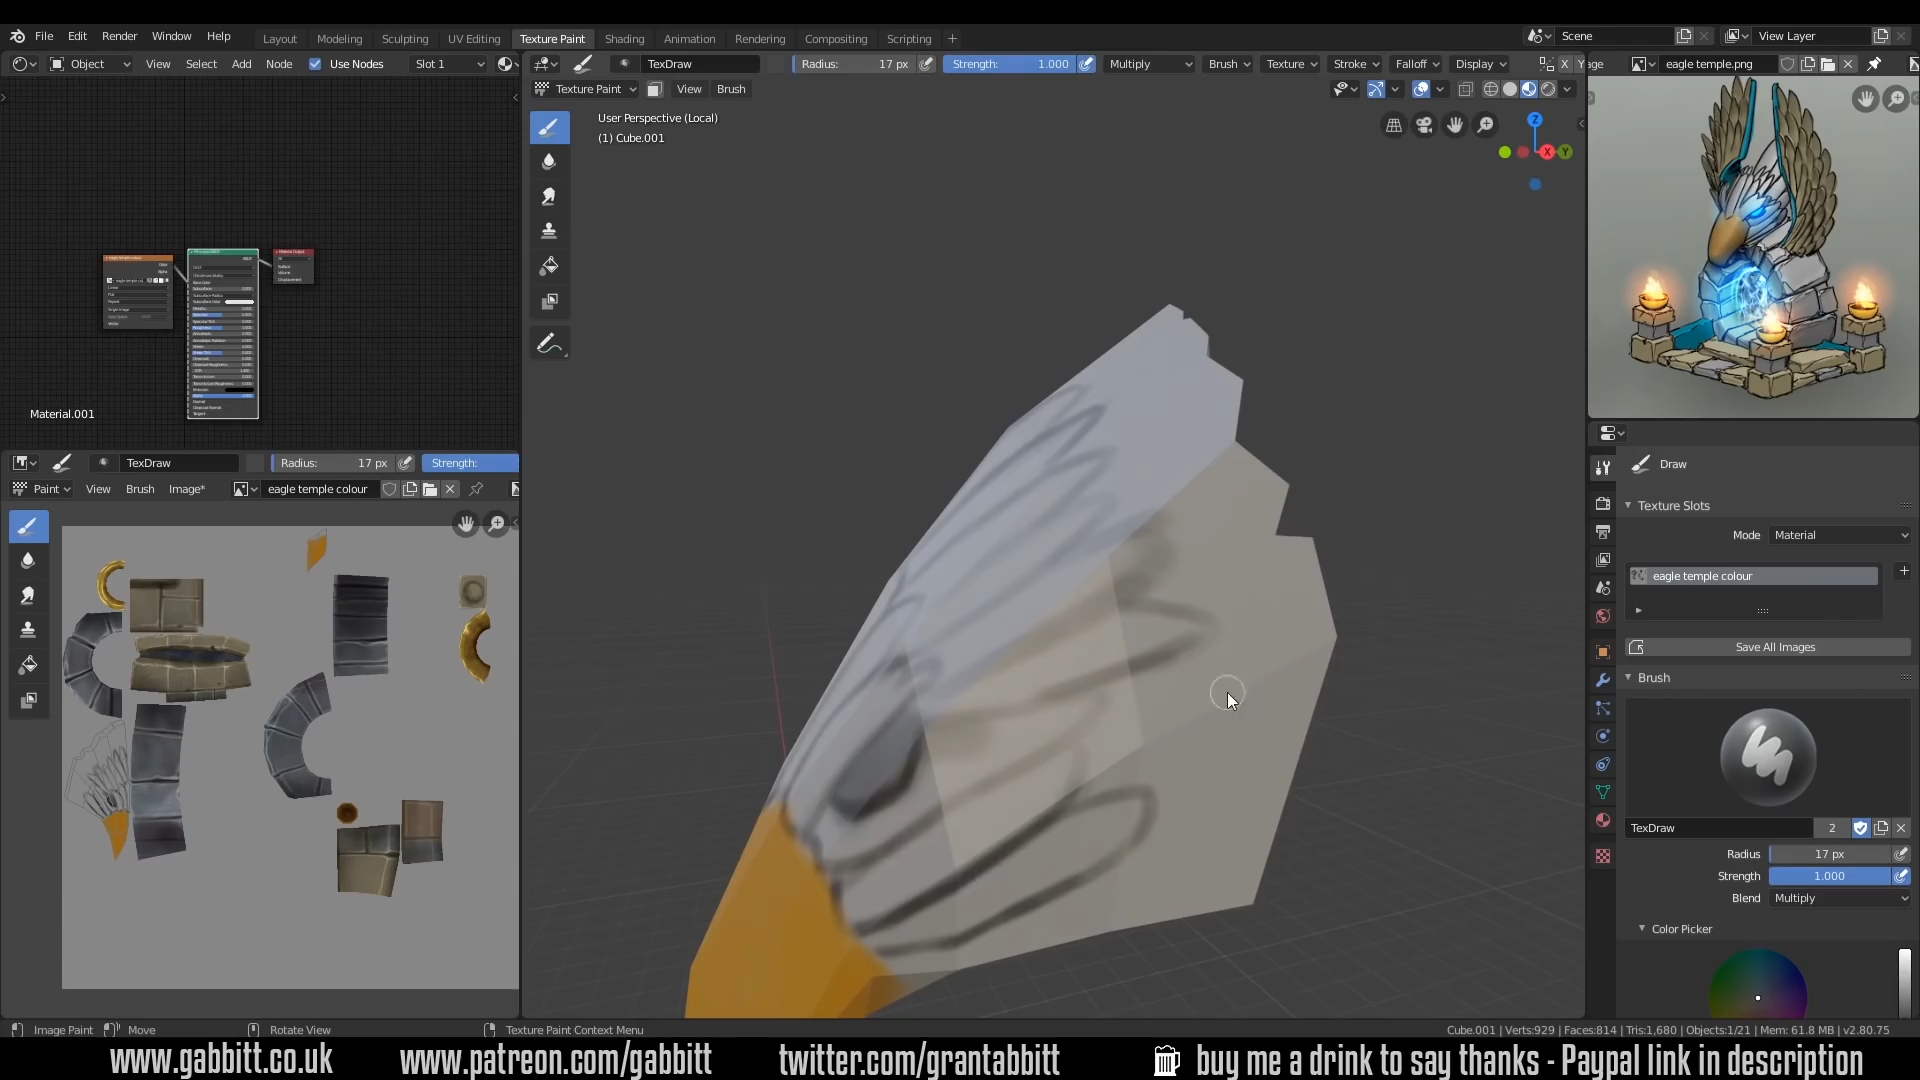 File Edit Render Window Help Layout Modeling Sculpting UV Editing Texture Paint Shading Animation Rendering Compositing Scripting + Scene View Layer
Object View Select Add Node Use Nodes Slot 1
TexDraw Radius: 17 px Strength: 1.000 Multiply Brush Texture Stroke Falloff Display X Y
age eagle temple.png
Texture Paint View Brush
User Perspective (Local)
(1) Cube.001
Z
X
Y
Material.001
TexDraw Radius: 17 px Strength:
Paint View Brush Image* eagle temple colour
Draw
Texture Slots
Mode Material
eagle temple colour
Save All Images
Brush
TexDraw 2
Radius 17 px
Strength 1.000
Blend Multiply
Color Picker
Image Paint Move Rotate View Texture Paint Context Menu Cube.001 | Verts:929 | Faces:814 | Tris:1,680 | Objects:1/21 | Mem: 61.8 MB | v2.80.75
www.gabbitt.co.uk www.patreon.com/gabbitt twitter.com/grantabbitt buy me a drink to say thanks - Paypal link in description